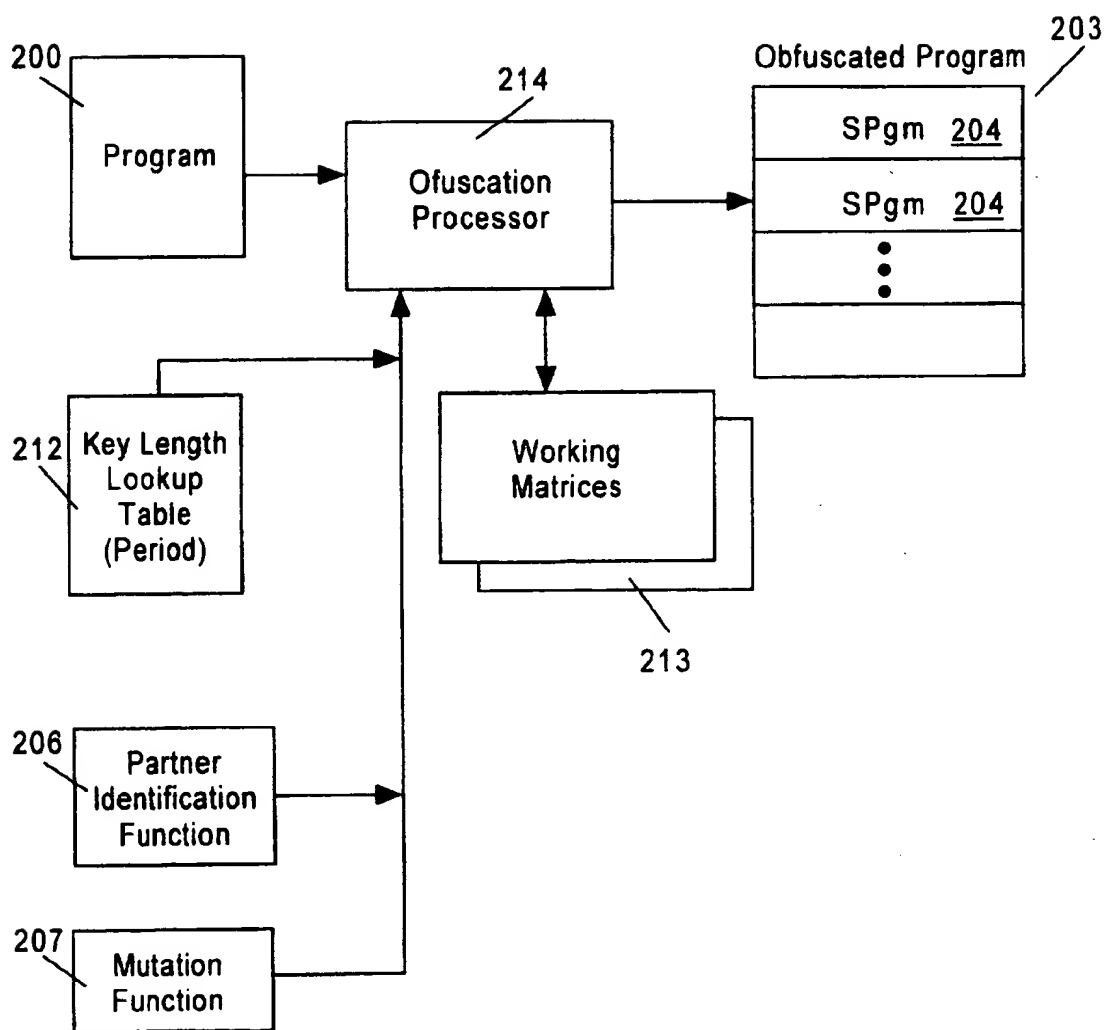 203
200
Obfuscated Program
214
SPgm 204
Program
Ofuscation
Processor
SPgm 204
212
Key Length
Lookup
Table
(Period)
Working
Matrices
213
206
Partner
Identification
Function
207
Mutation
Function